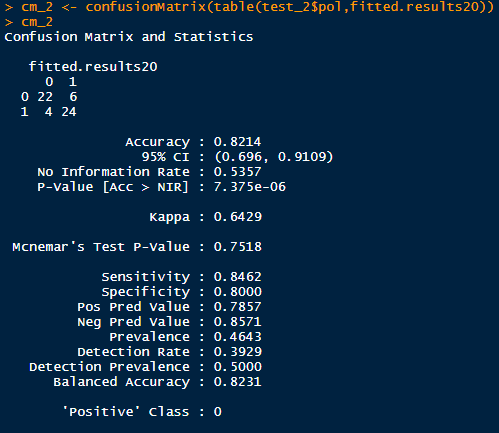 > cm_2 <- confusionMatrix(table(test_2$pol,fitted.results20))
> cm_2
Confusion Matrix and Statistics
fitted.results20
0 1
0 22 6
1 4 24
Accuracy : 0.8214
95% CI : (0.696, 0.9109)
No Information Rate : 0.5357
P-Value [Acc > NIR] : 7.375e-06
Kappa : 0.6429
Mcnemar's Test P-Value : 0.7518
Sensitivity : 0.8462
Specificity : 0.8000
Pos Pred Value : 0.7857
Neg Pred Value : 0.8571
Prevalence : 0.4643
Detection Rate : 0.3929
Detection Prevalence : 0.5000
Balanced Accuracy : 0.8231
'Positive' Class : 0